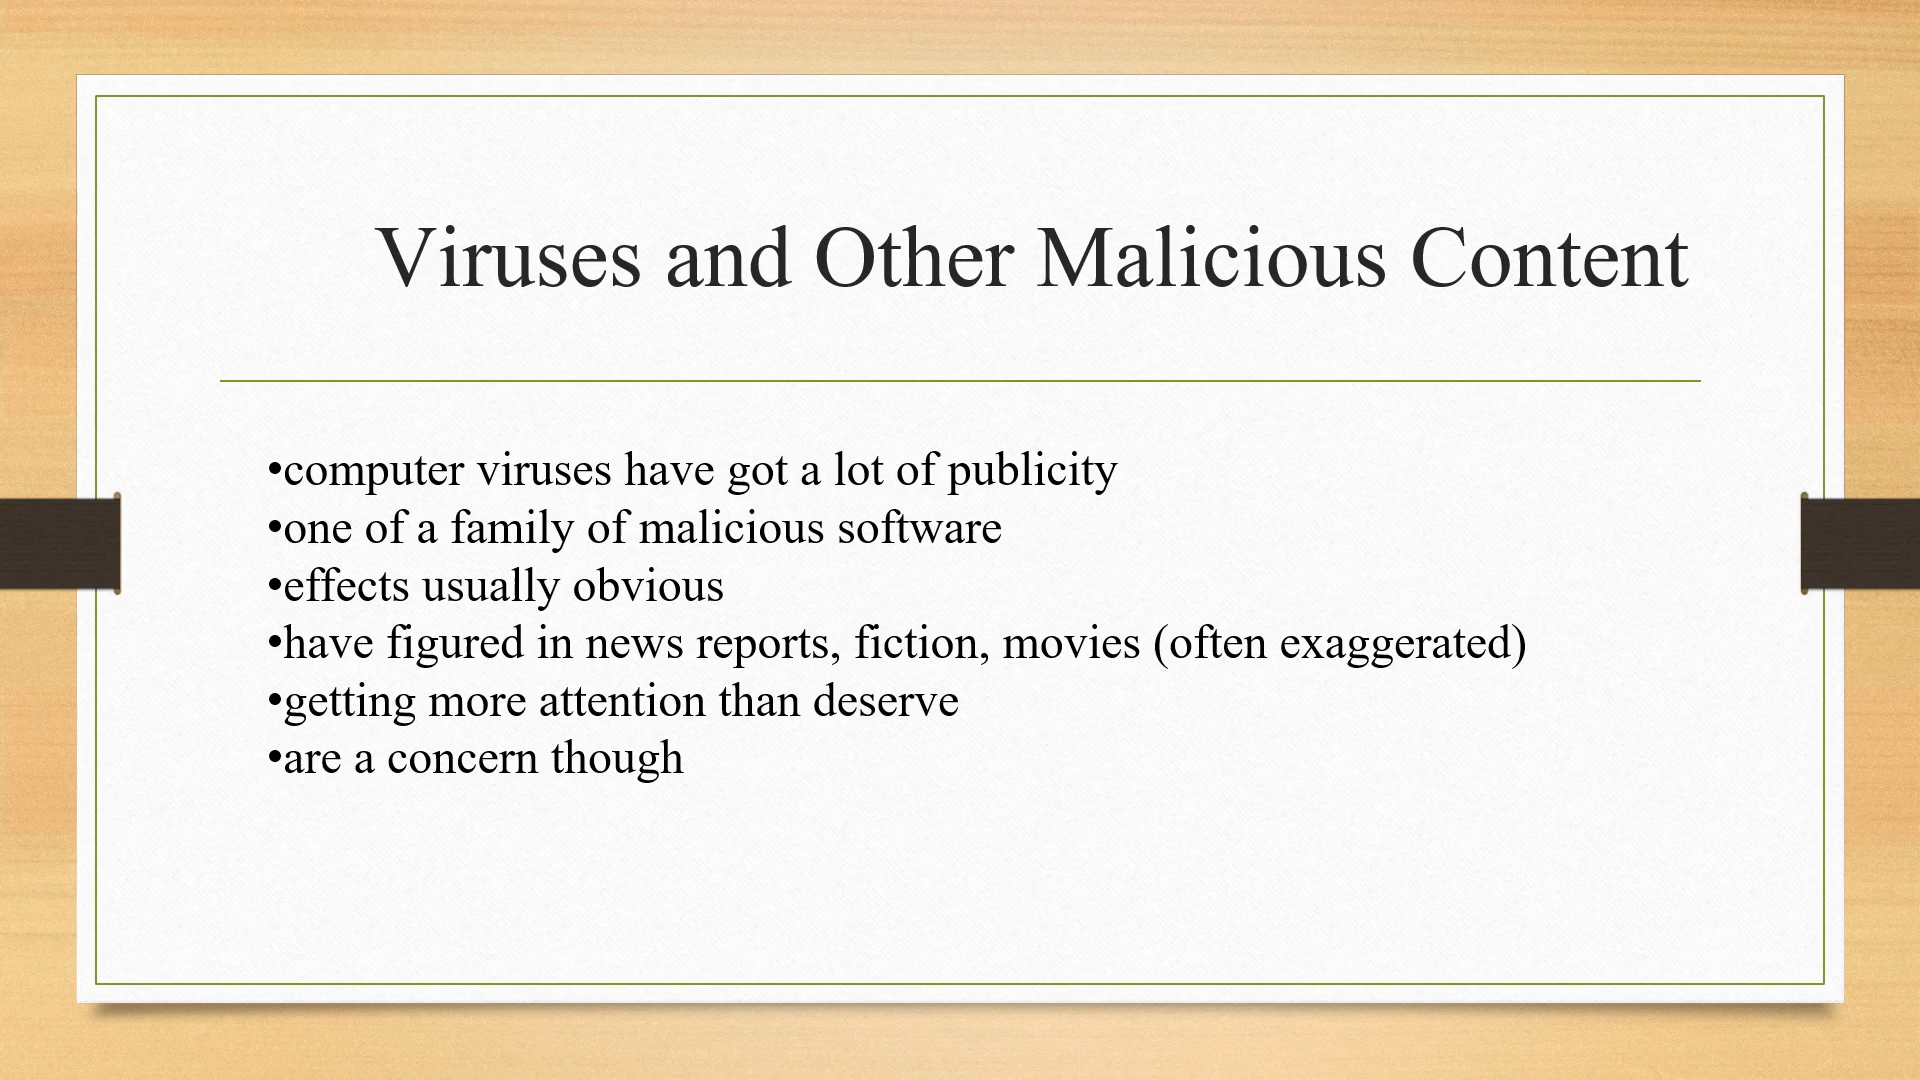 Viruses and Other Malicious Content
•computer viruses have got a lot of publicity
•one of a family of malicious software
•effects usually obvious
•have figured in news reports, fiction, movies (often exaggerated)
•getting more attention than deserve
•are a concern though